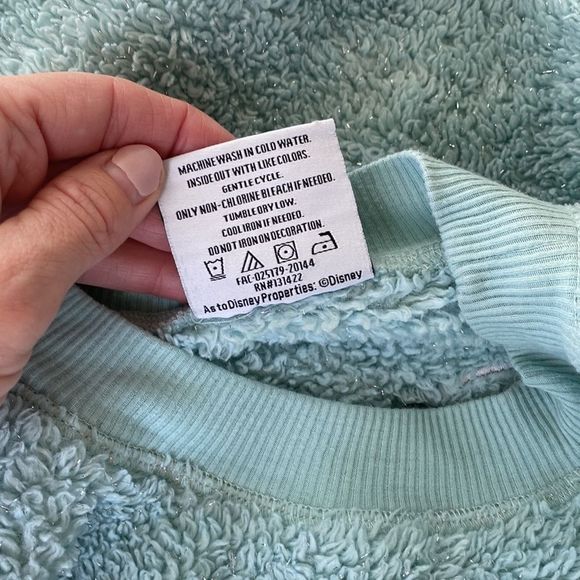 MACHINE WASH IN COLD WATER.
INSIDE OUT WITH LIKE COLORS.
GENTLE CYCLE.
ONLY NON-CHLORINE BLEACH IF NEEDED.
TUMBLE DRY LOW.
COOL IRON IF NEEDED.
DO NOT IRON ON DECORATION.
FAC-025179-20144
RN#131422
As to Disney Properties: ©Disney